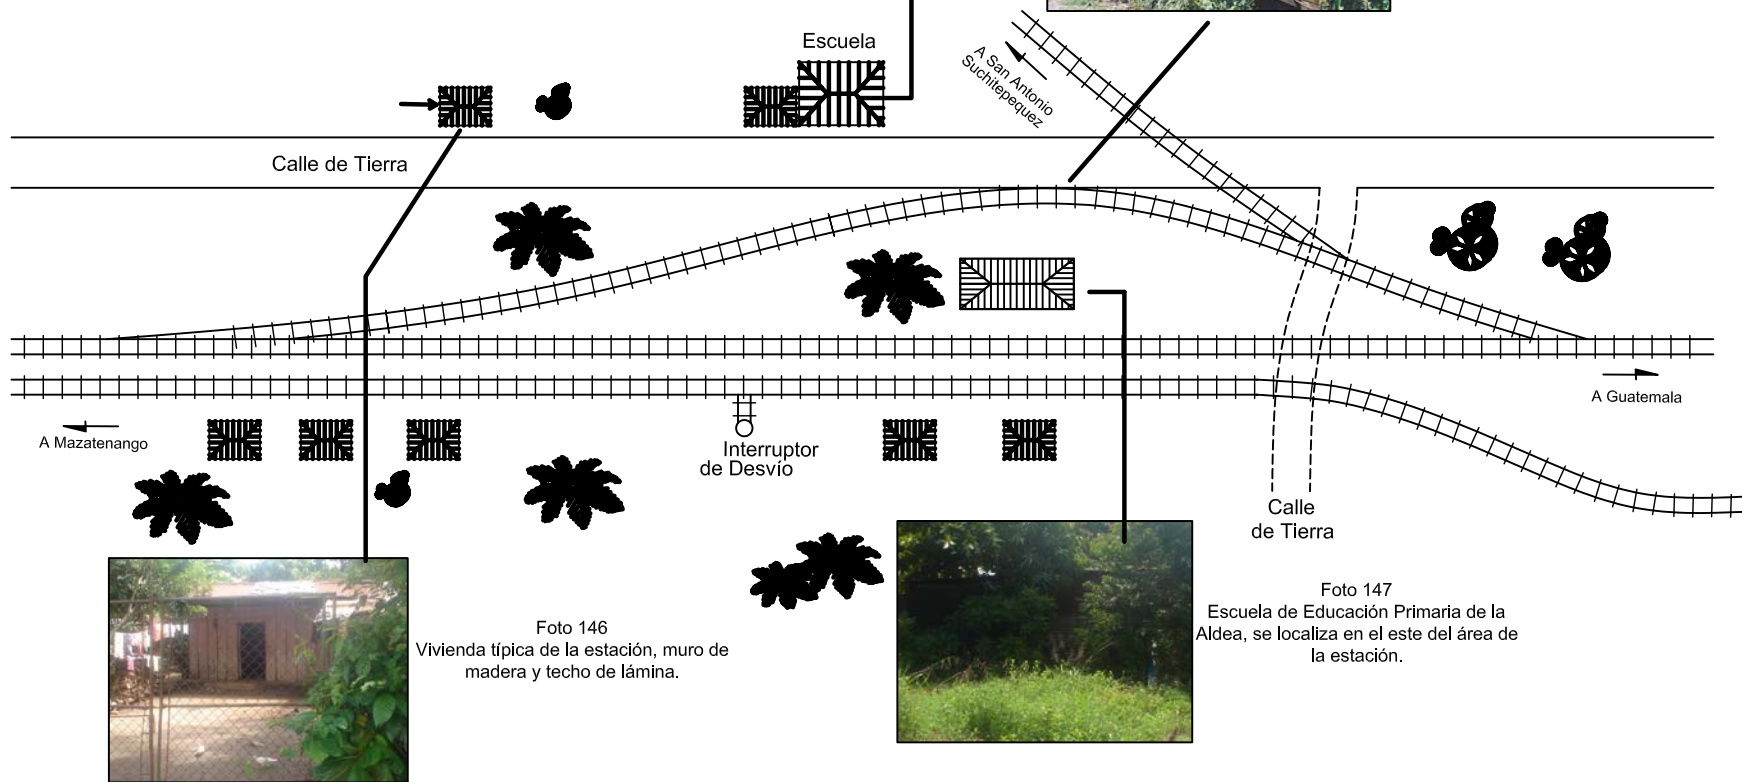 Escuela
A San Antonio
Suchitepequez
Calle de Tierra
A Guatemala
A Mazatenango
Interruptor
de Desvío
Calle
de Tierra
Foto 146
Vivienda típica de la estación, muro de
madera y techo de lámina.
Foto 147
Escuela de Educación Primaria de la
Aldea, se localiza en el este del área de
la estación.